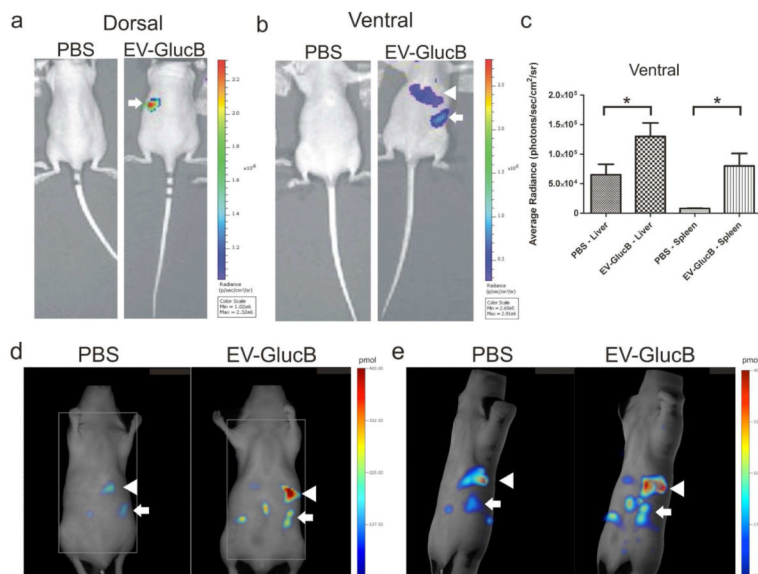 a
Dorsal
PBS
EV-GlucB
Radiance
(p/sec/cm²/sr)
Color Scale
b
Ventral
PBS
EV-GlucB
Radiance
(p/sec/cm²/sr)
Color Scale
c
Ventral
Average Radiance (photons/sec/cm²/sr)
2.0×10⁵
1.5×10⁵
1.0×10⁵
5.0×10⁴
0
*
*
PBS - Liver
EV-GlucB - Liver
PBS - Spleen
EV-GlucB - Spleen
d
PBS
EV-GlucB
pmol
e
PBS
EV-GlucB
pmol